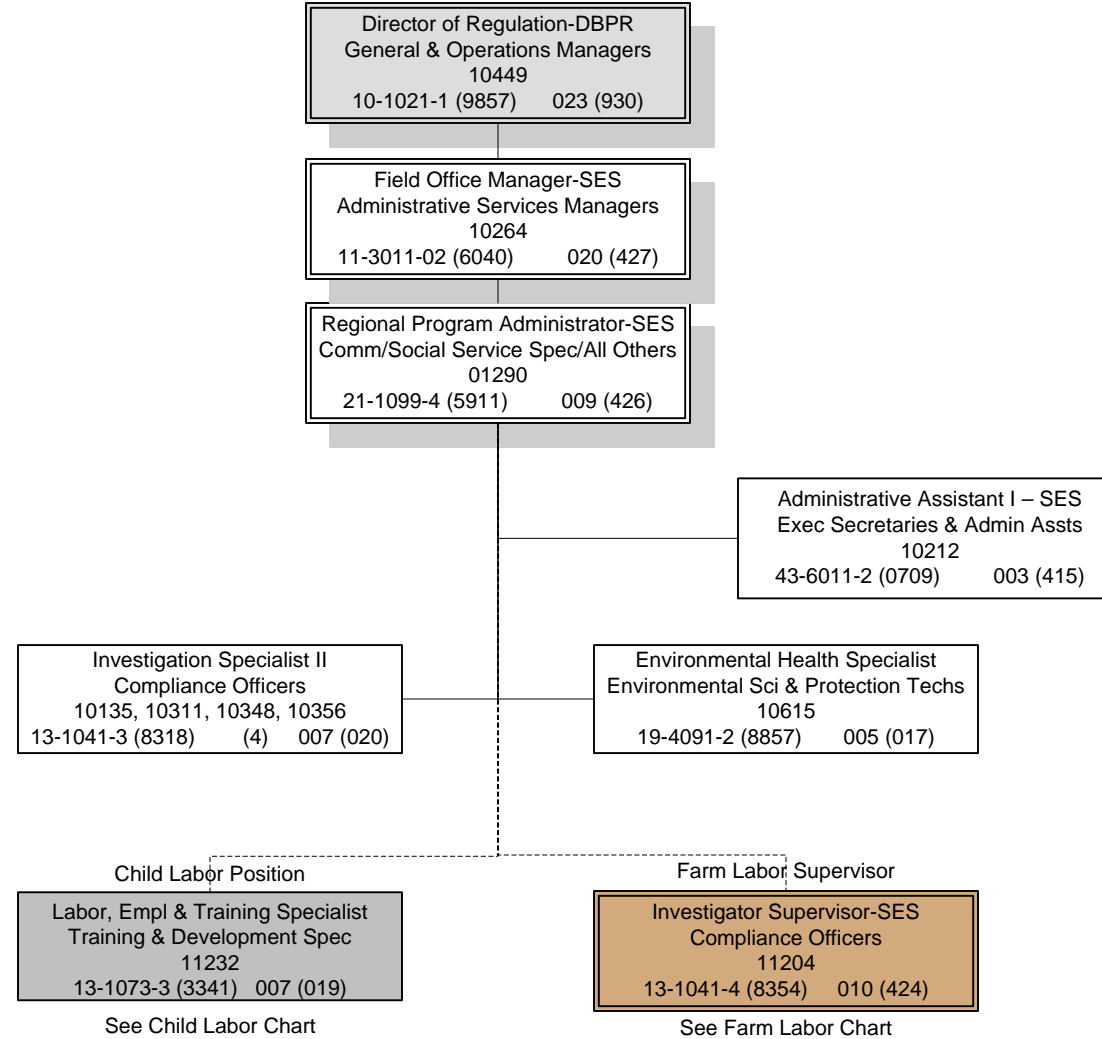 Director of Regulation-DBPR
General & Operations Managers
10449
10-1021-1 (9857) 023 (930)
Field Office Manager-SES
Administrative Services Managers
10264
11-3011-02 (6040) 020 (427)
Regional Program Administrator-SES
Comm/Social Service Spec/All Others
01290
21-1099-4 (5911) 009 (426)
Administrative Assistant I – SES
Exec Secretaries & Admin Assts
10212
43-6011-2 (0709) 003 (415)
Investigation Specialist II
Compliance Officers
10135, 10311, 10348, 10356
13-1041-3 (8318) (4) 007 (020)
Environmental Health Specialist
Environmental Sci & Protection Techs
10615
19-4091-2 (8857) 005 (017)
Child Labor Position
Labor, Empl & Training Specialist
Training & Development Spec
11232
13-1073-3 (3341) 007 (019)
See Child Labor Chart
Farm Labor Supervisor
Investigator Supervisor-SES
Compliance Officers
11204
13-1041-4 (8354) 010 (424)
See Farm Labor Chart